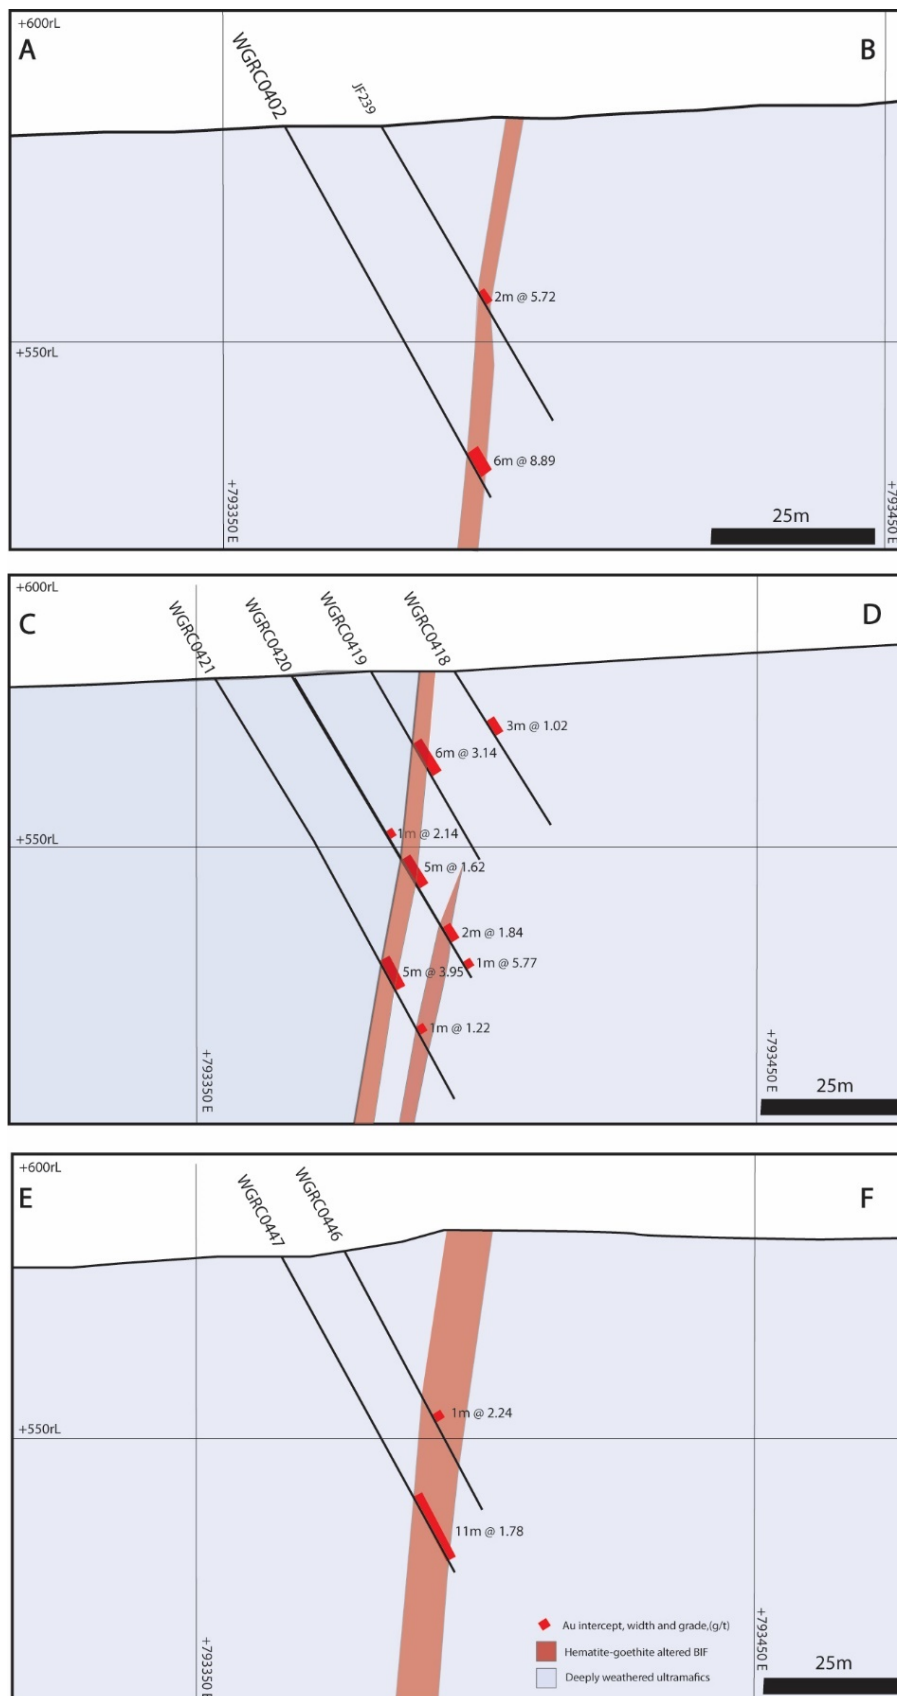 +600rL
A
B
WGRC0402
JF239
2m @ 5.72
+550rL
6m @ 8.89
+793350 E
+793450 E
25m
+600rL
C
D
WGRC0421
WGRC0420
WGRC0419
WGRC0418
3m @ 1.02
6m @ 3.14
1m @ 2.14
+550rL
5m @ 1.62
2m @ 1.84
1m @ 5.77
5m @ 3.95
1m @ 1.22
+793350 E
+793450 E
25m
+600rL
E
F
WGRC0447
WGRC0446
1m @ 2.24
+550rL
11m @ 1.78
+793350 E
+793450 E
Au intercept, width and grade,(g/t)
Hematite-goethite altered BIF
Deeply weathered ultramafics
25m